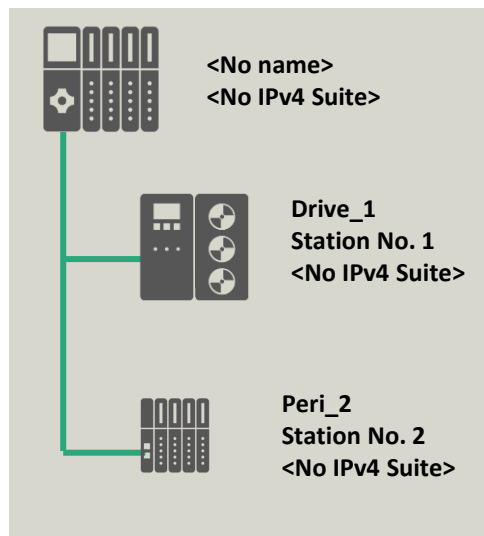 <No name>
<No IPv4 Suite>
Drive_1
Station No. 1
<No IPv4 Suite>
Peri_2
Station No. 2
<No IPv4 Suite>